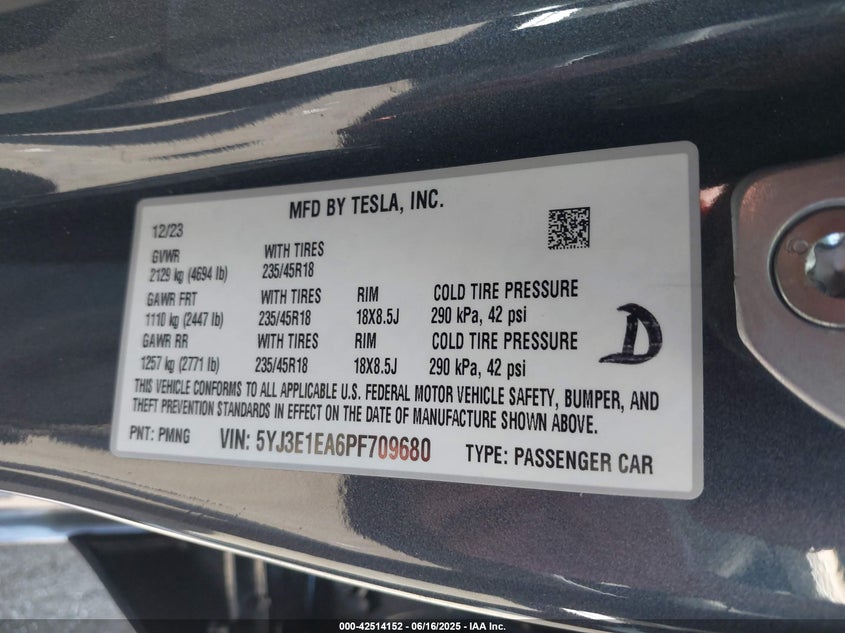 MFD BY TESLA, INC.
12/23
GVWR WITH TIRES
2129 kg (4694 lb) 235/45R18
GAWR FRT WITH TIRES RIM COLD TIRE PRESSURE
1110 kg (2447 lb) 235/45R18 18X8.5J 290 kPa, 42 psi
GAWR RR WITH TIRES RIM COLD TIRE PRESSURE
1257 kg (2771 lb) 235/45R18 18X8.5J 290 kPa, 42 psi
D
THIS VEHICLE CONFORMS TO ALL APPLICABLE U.S. FEDERAL MOTOR VEHICLE SAFETY, BUMPER, AND
THEFT PREVENTION STANDARDS IN EFFECT ON THE DATE OF MANUFACTURE SHOWN ABOVE.
PNT: PMNG VIN: 5YJ3E1EA6PF709680 TYPE: PASSENGER CAR
000-42514152 - 06/16/2025 - IAA Inc.